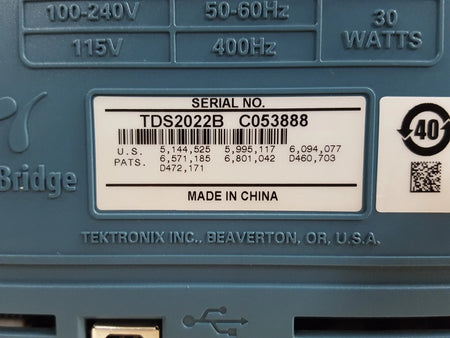 100-240V 50-60Hz 30
115V 400Hz WATTS
SERIAL NO.
TDS2022B C053888
U.S. 5,144,525 5,995,117 6,094,077
PATS. 6,571,185 6,801,042 D460,703
D472,171
MADE IN CHINA
40
Bridge
TEKTRONIX INC., BEAVERTON, OR, U.S.A.